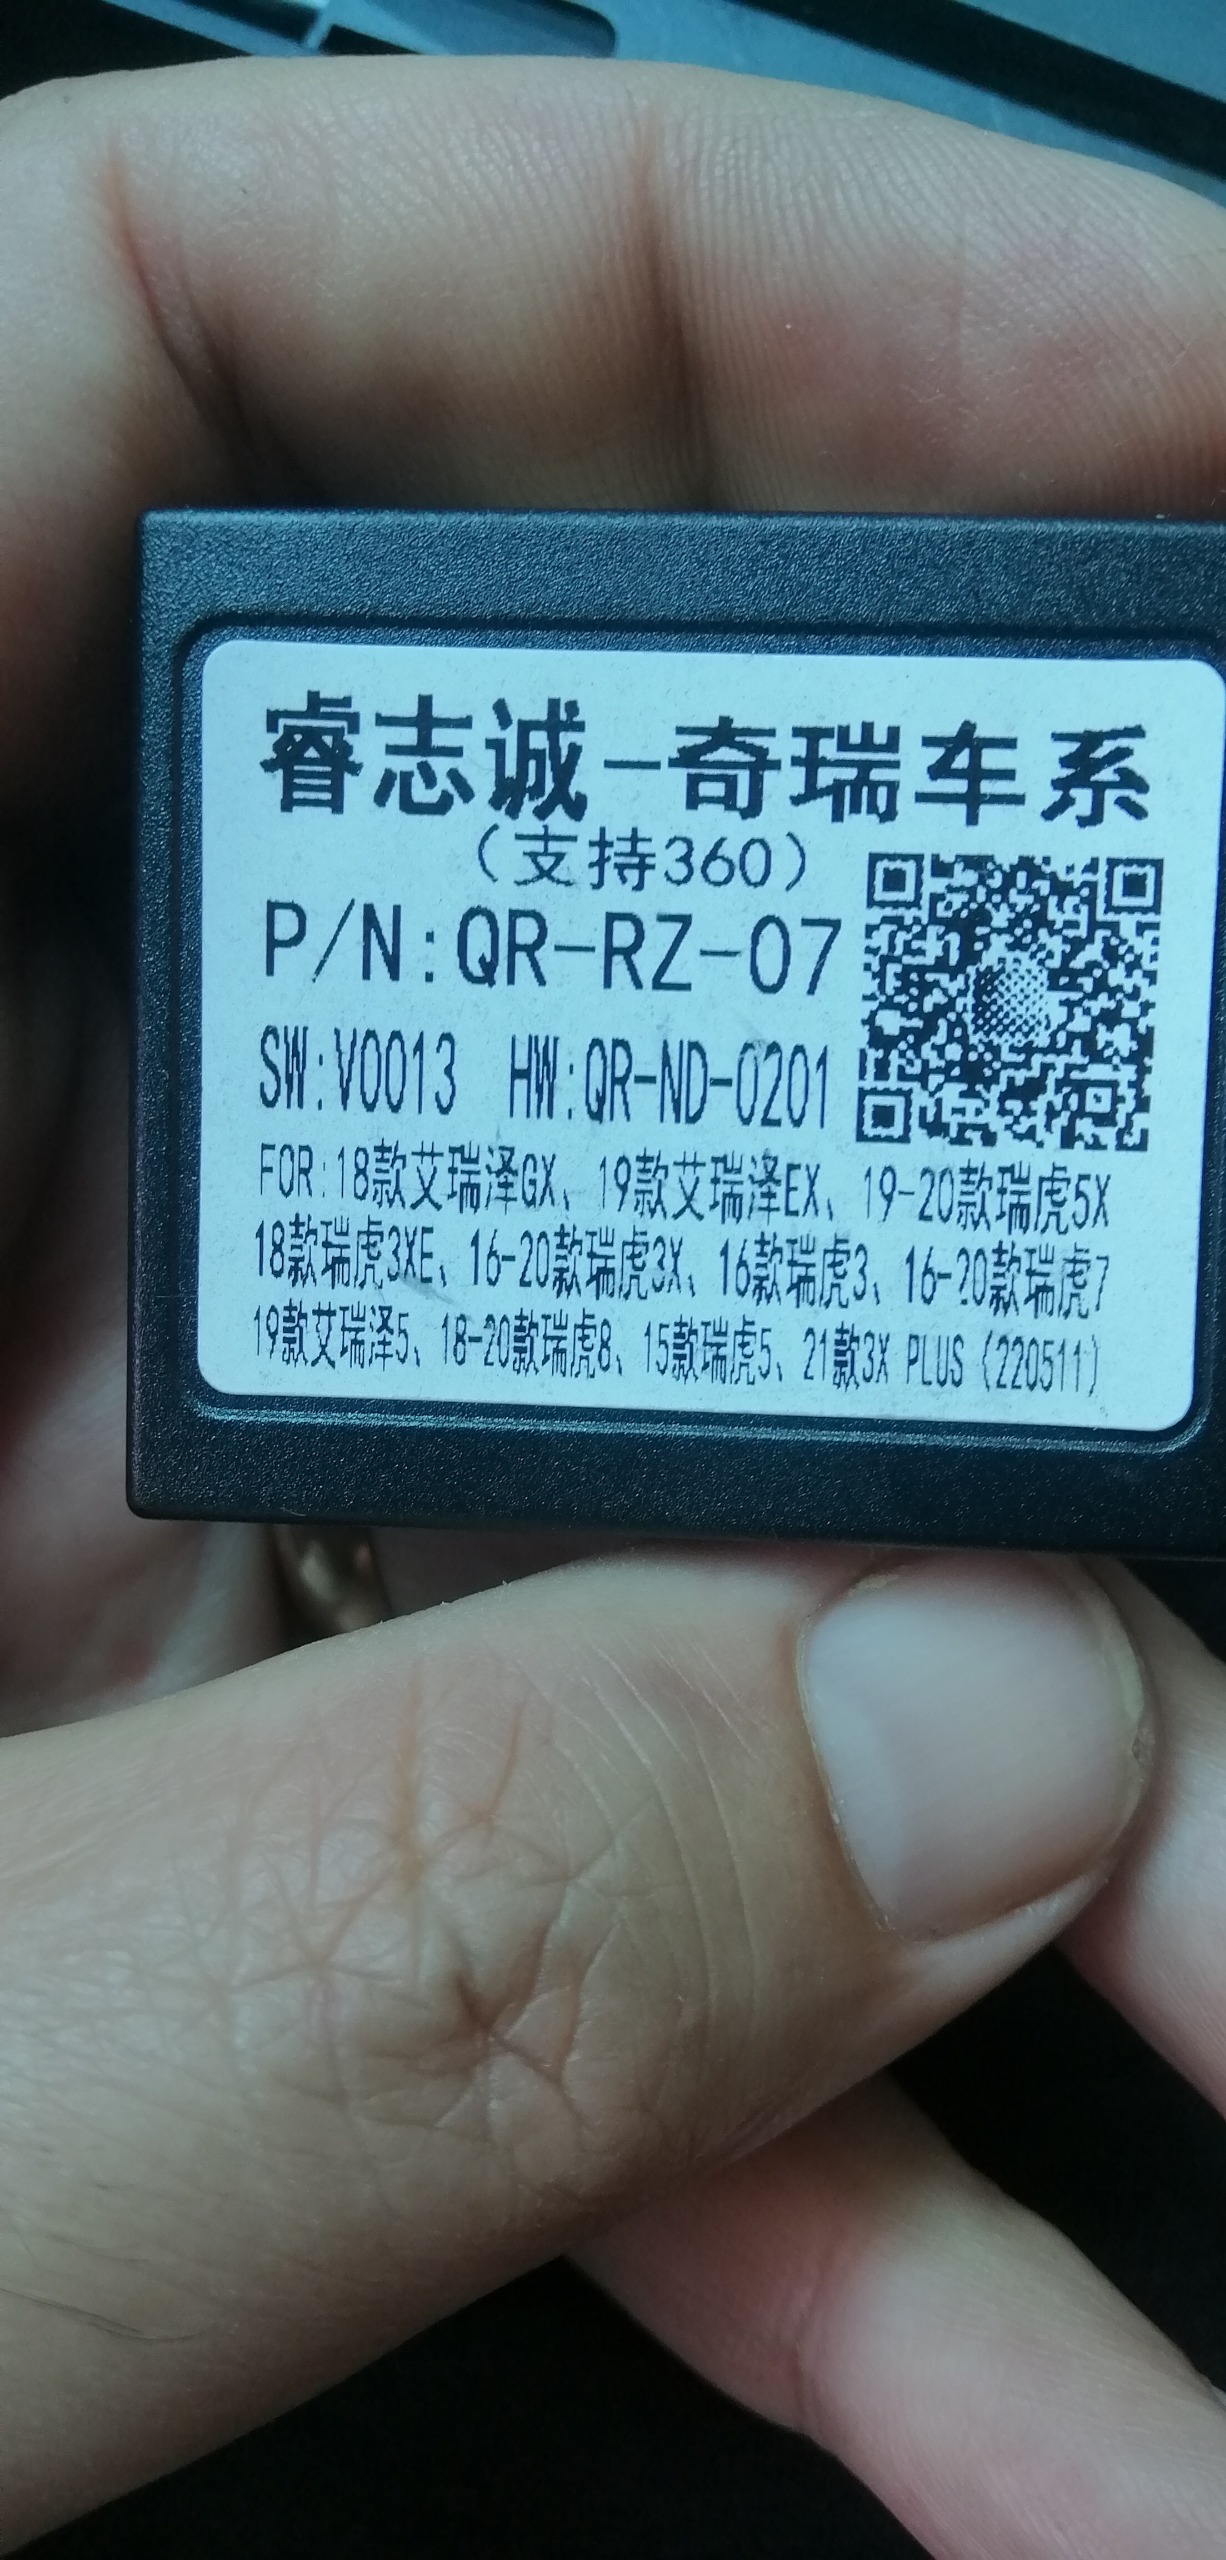 睿志诚-奇瑞车系
（支持360）
P/N:QR-RZ-07
SW:V0013 HW:QR-ND-0201
FOR:18款艾瑞泽GX、19款艾瑞泽EX、19-20款瑞虎5X
18款瑞虎3XE、16-20款瑞虎3X、16款瑞虎3、16-20款瑞虎7
19款艾瑞泽5、18-20款瑞虎8、15款瑞虎5、21款3X PLUS (220511)